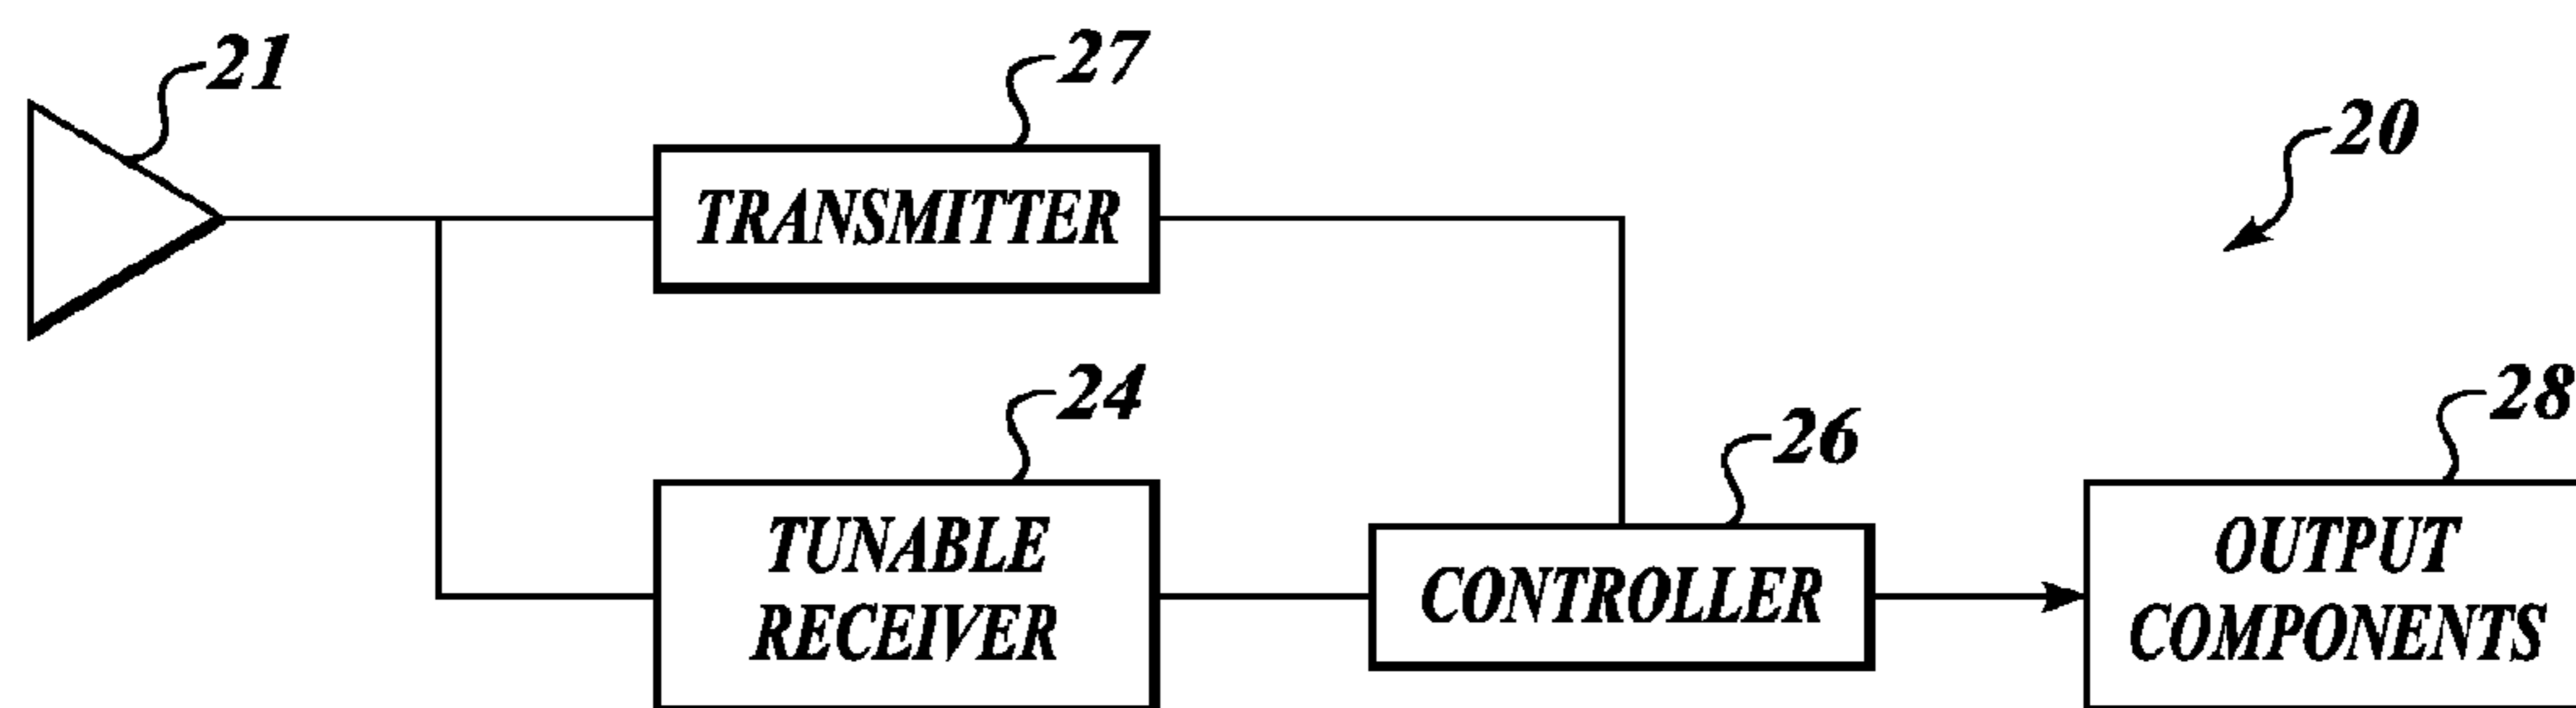 21
27
20
TRANSMITTER
24
28
26
TUNABLE
RECEIVER
CONTROLLER
OUTPUT
COMPONENTS